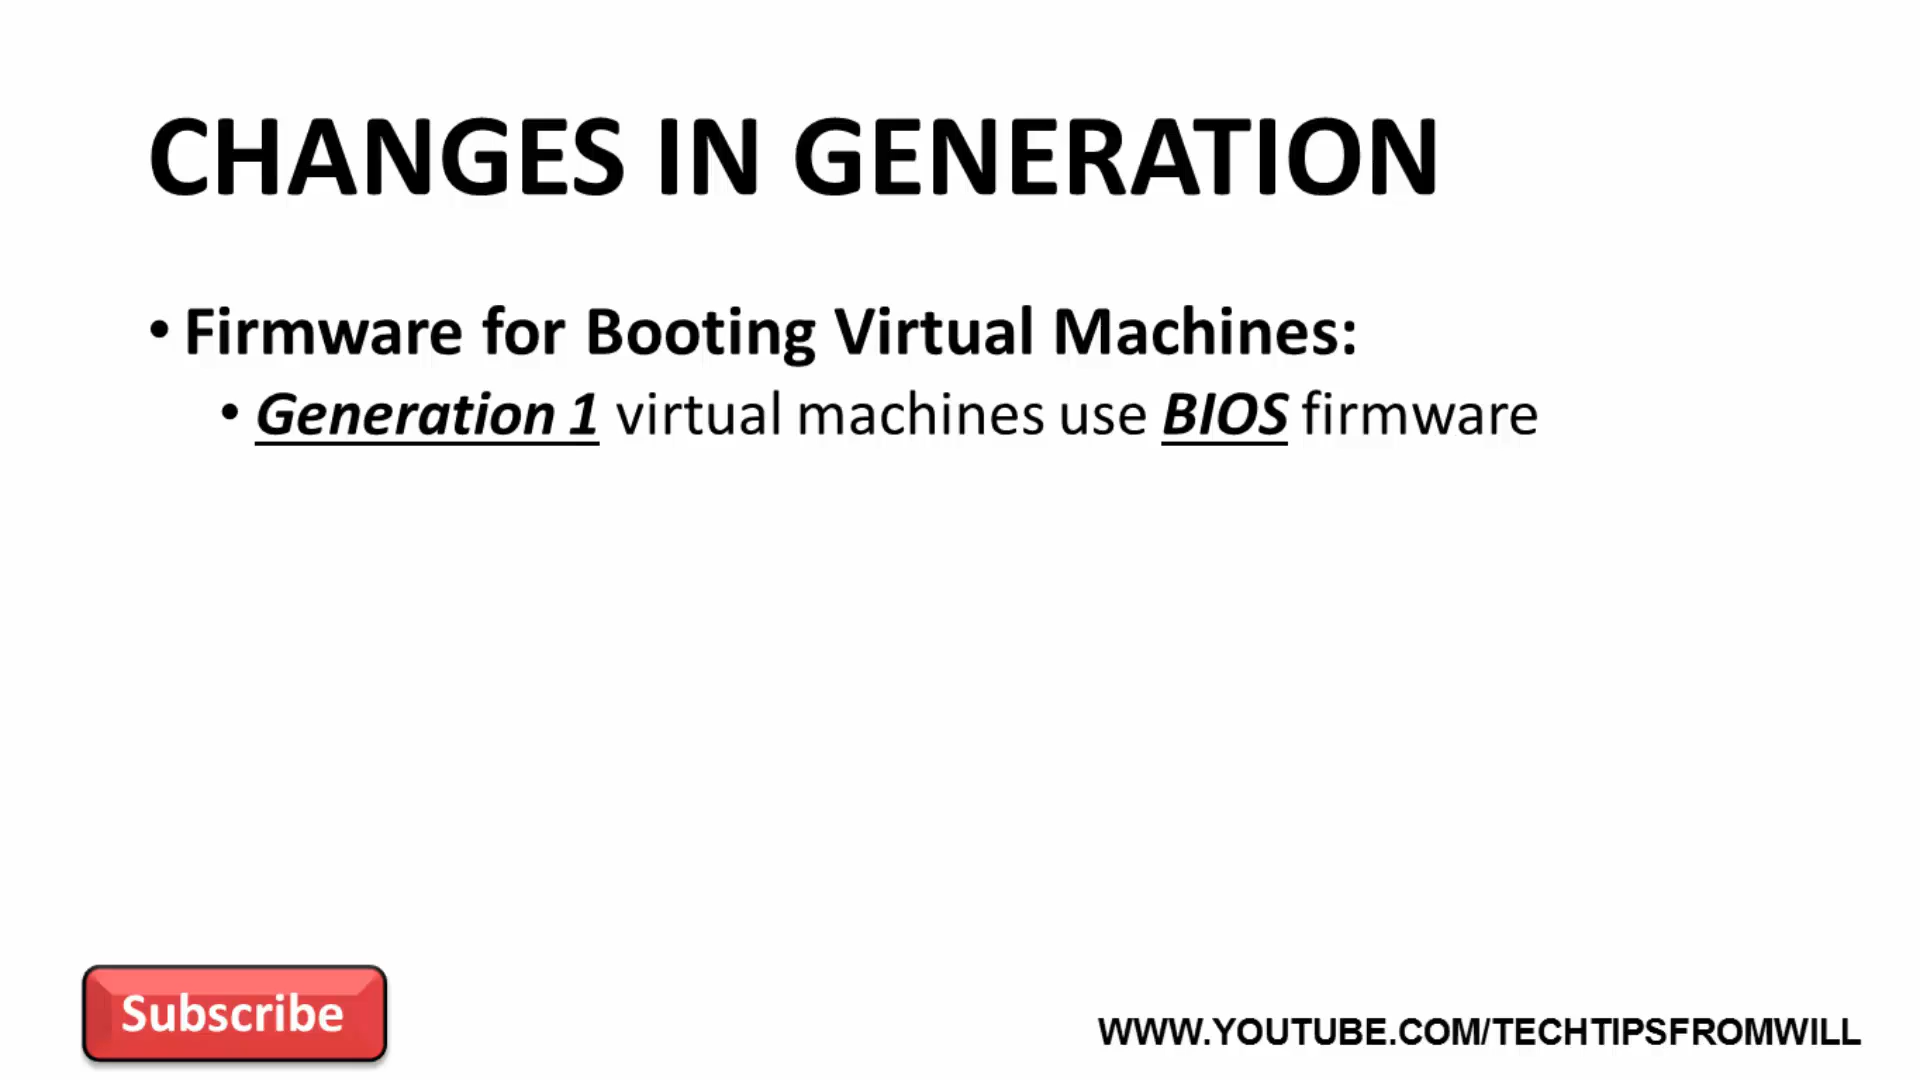 CHANGES IN GENERATION
• Firmware for Booting Virtual Machines:
• Generation 1 virtual machines use BIOS firmware
Subscribe
WWW.YOUTUBE.COM/TECHTIPSFROMWILL